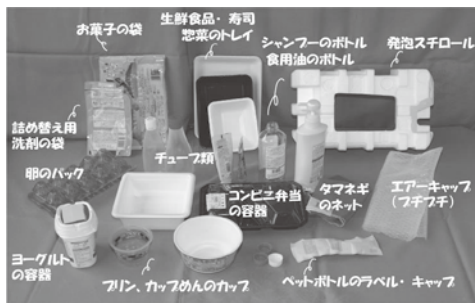 お菓子の袋
生鮮食品・寿司
惣菜のトレイ
シャンプーのボトル
食用油のボトル
発泡スチロール
詰め替え用
洗剤の袋
チューブ類
卵のパック
コンビニ弁当
の容器
タマネギ
のネット
エアーキャップ
(プチプチ)
ヨーグルト
の容器
プリン、カップめんのカップ
ペットボトルのラベル・キャップ